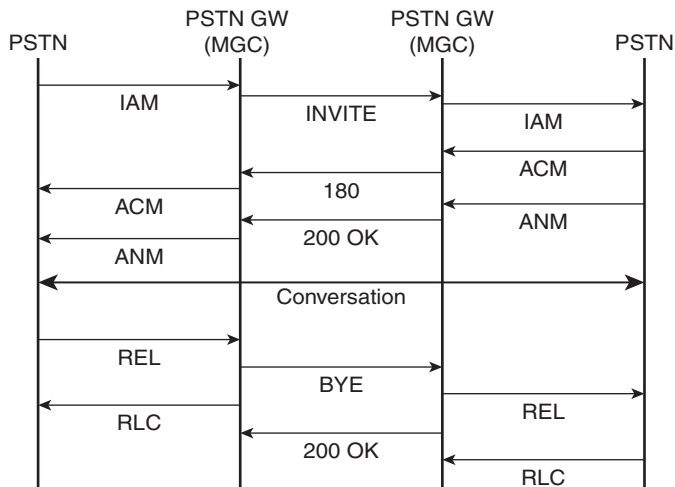 PSTN
PSTN GW
(MGC)
PSTN GW
(MGC)
PSTN
IAM
INVITE
IAM
ACM
180
ACM
ANM
200 OK
ANM
Conversation
REL
BYE
REL
RLC
200 OK
RLC